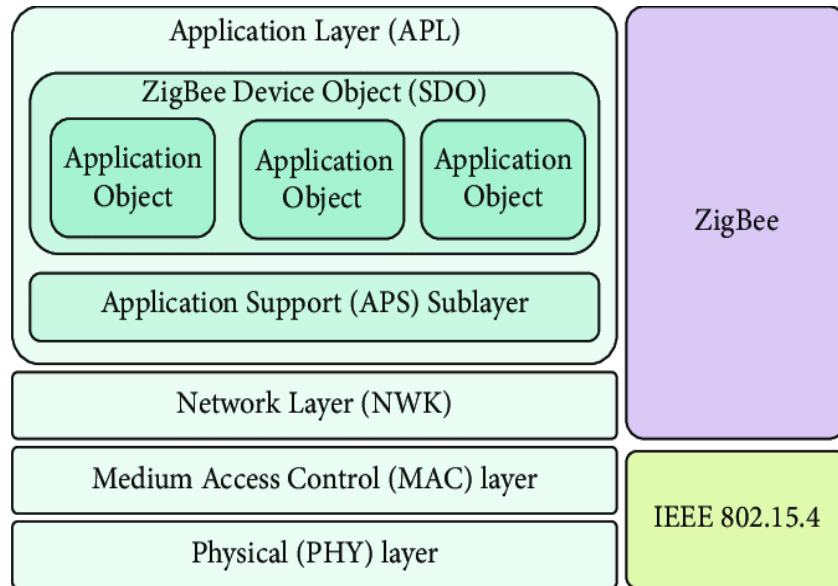 Application Layer (APL)
ZigBee Device Object (SDO)
Application
Object
Application
Object
Application
Object
Application Support (APS) Sublayer
Network Layer (NWK)
Medium Access Control (MAC) layer
Physical (PHY) layer
ZigBee
IEEE 802.15.4